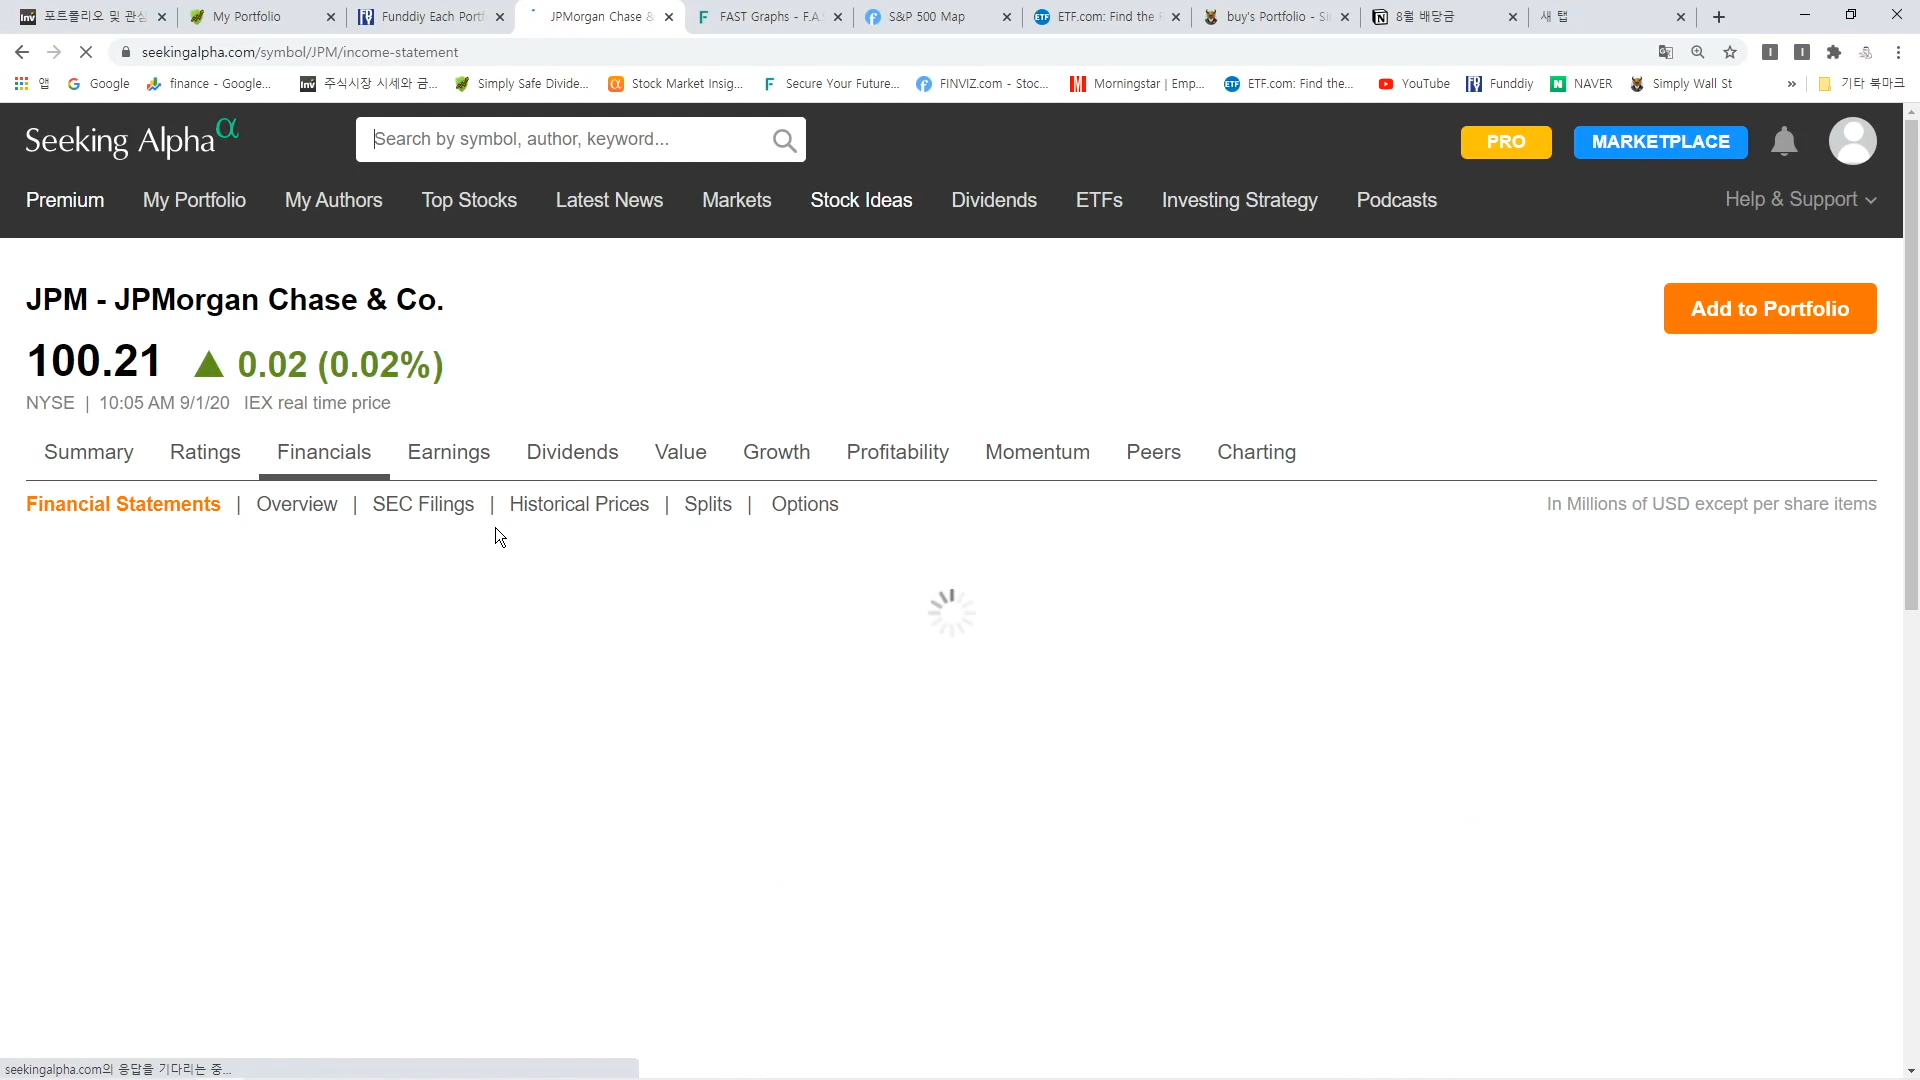 포트폴리오 및 관심
My Portfolio
Funddiy Each Portf
JPMorgan Chase &
FAST Graphs - F.A.S
S&P 500 Map
ETF.com: Find the
buy's Portfolio - Si
8월 배당금
새 탭
seekingalpha.com/symbol/JPM/income-statement
앱
Google
finance - Google...
주식시장 시세와 금...
Simply Safe Divide...
Stock Market Insig...
Secure Your Future...
FINVIZ.com - Stoc...
Morningstar | Emp...
ETF.com: Find the...
YouTube
Funddiy
NAVER
Simply Wall St
»
기타 북마크
Seeking Alpha α
Search by symbol, author, keyword...
PRO
MARKETPLACE
Premium My Portfolio My Authors Top Stocks Latest News Markets Stock Ideas Dividends ETFs Investing Strategy Podcasts Help & Support
JPM - JPMorgan Chase & Co.
Add to Portfolio
100.21 ▲ 0.02 (0.02%)
NYSE | 10:05 AM 9/1/20 IEX real time price
Summary Ratings Financials Earnings Dividends Value Growth Profitability Momentum Peers Charting
Financial Statements | Overview | SEC Filings | Historical Prices | Splits | Options
In Millions of USD except per share items
seekingalpha.com의 응답을 기다리는 중...